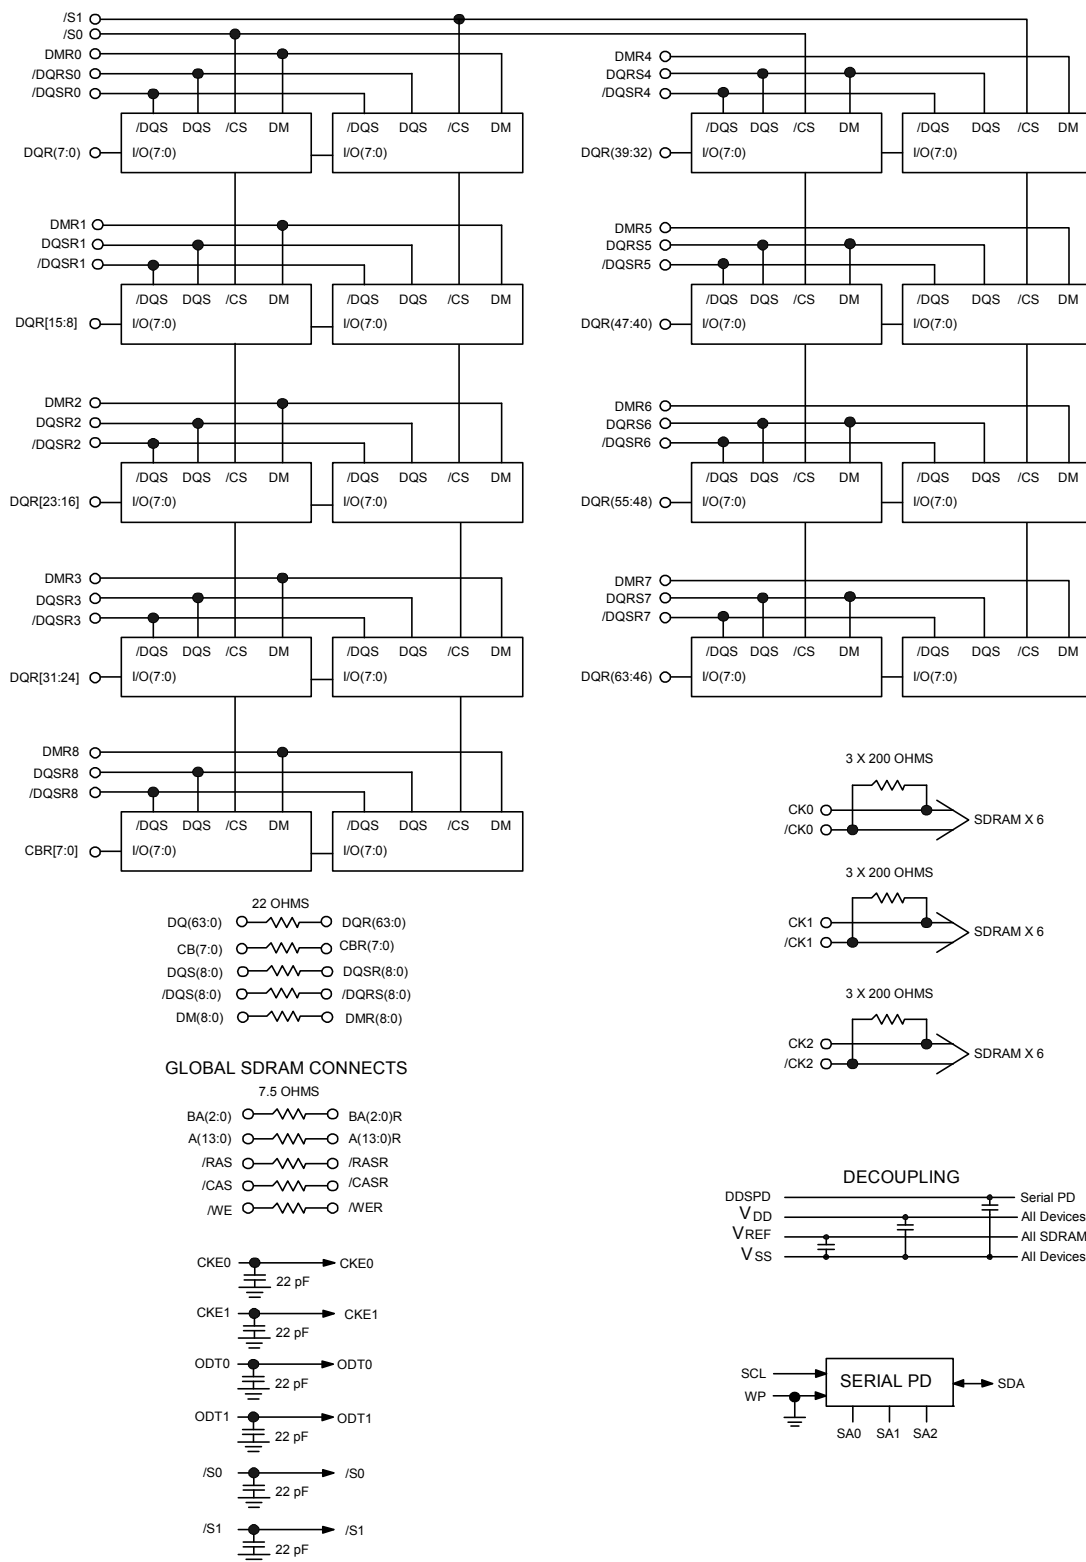 /S1
/S0
DMR0
/DQRS0
/DQSR0
/DQS DQS /CS DM
/DQS DQS /CS DM
DQR(7:0)
I/O(7:0)
I/O(7:0)
DMR1
DQSR1
/DQSR1
/DQS DQS /CS DM
/DQS DQS /CS DM
DQR[15:8]
I/O(7:0)
I/O(7:0)
DMR2
DQSR2
/DQSR2
/DQS DQS /CS DM
/DQS DQS /CS DM
DQR[23:16]
I/O(7:0)
I/O(7:0)
DMR3
DQSR3
/DQSR3
/DQS DQS /CS DM
/DQS DQS /CS DM
DQR[31:24]
I/O(7:0)
I/O(7:0)
DMR8
DQSR8
/DQSR8
/DQS DQS /CS DM
/DQS DQS /CS DM
CBR[7:0]
I/O(7:0)
I/O(7:0)
DMR4
DQRS4
/DQSR4
/DQS DQS /CS DM
/DQS DQS /CS DM
DQR(39:32)
I/O(7:0)
I/O(7:0)
DMR5
DQRS5
/DQSR5
/DQS DQS /CS DM
/DQS DQS /CS DM
DQR(47:40)
I/O(7:0)
I/O(7:0)
DMR6
DQRS6
/DQSR6
/DQS DQS /CS DM
/DQS DQS /CS DM
DQR(55:48)
I/O(7:0)
I/O(7:0)
DMR7
DQRS7
/DQSR7
/DQS DQS /CS DM
/DQS DQS /CS DM
DQR(63:46)
I/O(7:0)
I/O(7:0)
22 OHMS
DQ(63:0) DQR(63:0)
CB(7:0) CBR(7:0)
DQS(8:0) DQSR(8:0)
/DQS(8:0) /DQRS(8:0)
DM(8:0) DMR(8:0)
GLOBAL SDRAM CONNECTS
7.5 OHMS
BA(2:0) BA(2:0)R
A(13:0) A(13:0)R
/RAS /RASR
/CAS /CASR
/WE /WER
CKE0 CKE0
22 pF
CKE1 CKE1
22 pF
ODT0 ODT0
22 pF
ODT1 ODT1
22 pF
/S0 /S0
22 pF
/S1 /S1
22 pF
3 X 200 OHMS
CK0
/CK0
SDRAM X 6
3 X 200 OHMS
CK1
/CK1
SDRAM X 6
3 X 200 OHMS
CK2
/CK2
SDRAM X 6
DECOUPLING
DDSPD Serial PD
VDD All Devices
VREF All SDRAM
VSS All Devices
SCL
WP
SERIAL PD
SDA
SA0 SA1 SA2